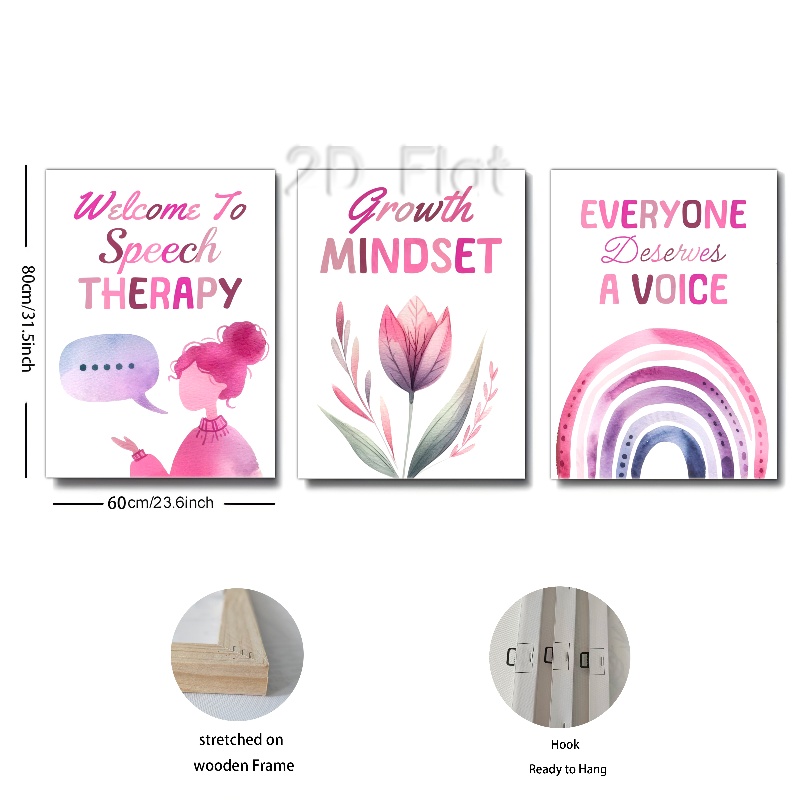 2D Flat
Welcome To
Speech
THERAPY
Growth
MINDSET
EVERYONE
Deserves
A VOICE
80cm/31.5inch
60cm/23.6inch
stretched on
wooden Frame
Hook
Ready to Hang